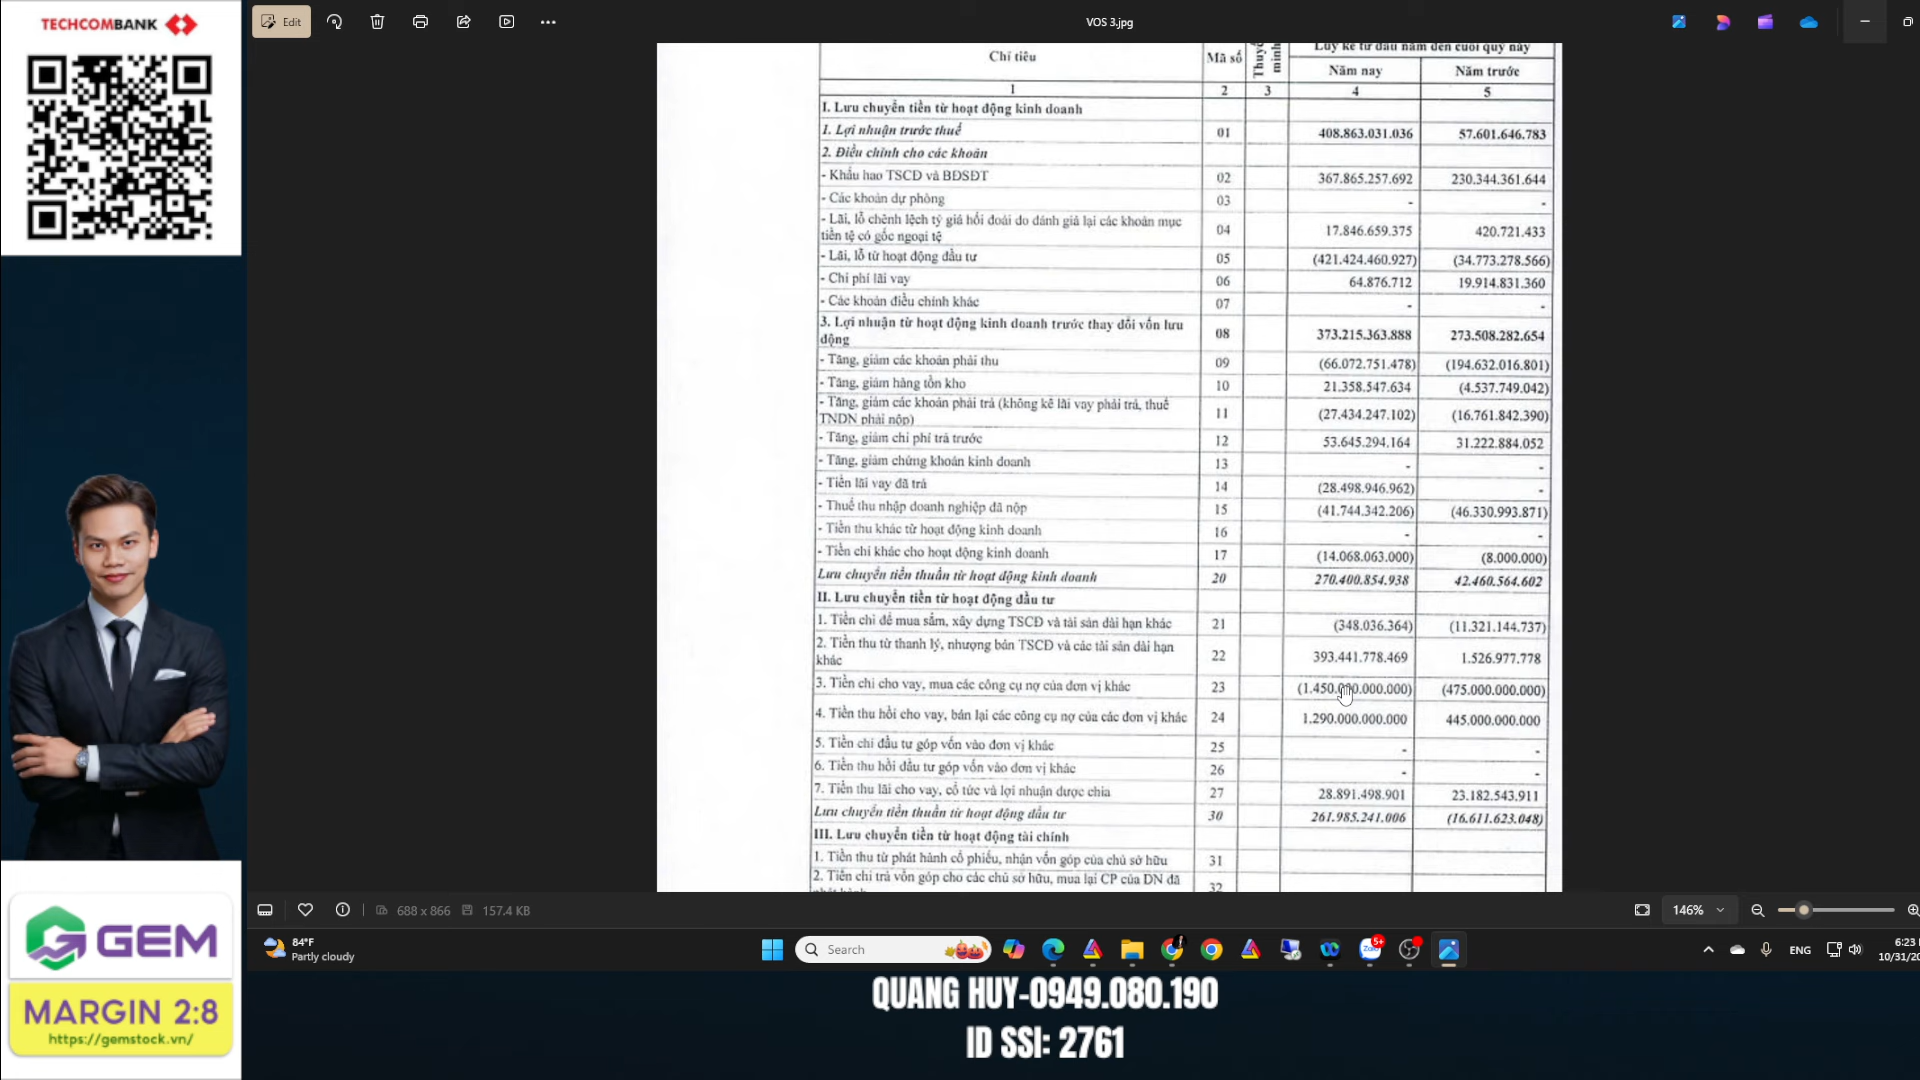 TECHCOMBANK
Edit
VOS 3.jpg
Chỉ tiêu
Mã số
Thuyết minh
Lũy kế từ đầu năm đến cuối quý này
Năm nay
Năm trước
1 2 3 4 5
I. Lưu chuyển tiền từ hoạt động kinh doanh
1. Lợi nhuận trước thuế 01 408.863.031.036 57.601.646.783
2. Điều chỉnh cho các khoản
- Khấu hao TSCĐ và BĐSĐT 02 367.865.257.692 230.344.361.644
- Các khoản dự phòng 03 - -
- Lãi, lỗ chênh lệch tỷ giá hối đoái do đánh giá lại các khoản mục
tiền tệ có gốc ngoại tệ 04 17.846.659.375 420.721.433
- Lãi, lỗ từ hoạt động đầu tư 05 (421.424.460.927) (34.773.278.566)
- Chi phí lãi vay 06 64.876.712 19.914.831.360
- Các khoản điều chỉnh khác 07 - -
3. Lợi nhuận từ hoạt động kinh doanh trước thay đổi vốn lưu
động 08 373.215.363.888 273.508.282.654
- Tăng, giảm các khoản phải thu 09 (66.072.751.478) (194.632.016.801)
- Tăng, giảm hàng tồn kho 10 21.358.547.634 (4.537.749.042)
- Tăng, giảm các khoản phải trả (không kể lãi vay phải trả, thuế
TNDN phải nộp) 11 (27.434.247.102) (16.761.842.390)
- Tăng, giảm chi phí trả trước 12 53.645.294.164 31.222.884.052
- Tăng, giảm chứng khoán kinh doanh 13 - -
- Tiền lãi vay đã trả 14 (28.498.946.962) -
- Thuế thu nhập doanh nghiệp đã nộp 15 (41.744.342.206) (46.330.993.871)
- Tiền thu khác từ hoạt động kinh doanh 16 - -
- Tiền chi khác cho hoạt động kinh doanh 17 (14.068.063.000) (8.000.000)
Lưu chuyển tiền thuần từ hoạt động kinh doanh 20 270.400.854.938 42.460.564.602
II. Lưu chuyển tiền từ hoạt động đầu tư
1. Tiền chi để mua sắm, xây dựng TSCĐ và tài sản dài hạn khác 21 (348.036.364) (11.321.144.737)
2. Tiền thu từ thanh lý, nhượng bán TSCĐ và các tài sản dài hạn
khác 22 393.441.778.469 1.526.977.778
3. Tiền chi cho vay, mua các công cụ nợ của đơn vị khác 23 (1.450.000.000.000) (475.000.000.000)
4. Tiền thu hồi cho vay, bán lại các công cụ nợ của các đơn vị khác 24 1.290.000.000.000 445.000.000.000
5. Tiền chi đầu tư góp vốn vào đơn vị khác 25 - -
6. Tiền thu hồi đầu tư góp vốn vào đơn vị khác 26 - -
7. Tiền thu lãi cho vay, cổ tức và lợi nhuận được chia 27 28.891.498.901 23.182.543.911
Lưu chuyển tiền thuần từ hoạt động đầu tư 30 261.985.241.006 (16.611.623.048)
III. Lưu chuyển tiền từ hoạt động tài chính
1. Tiền thu từ phát hành cổ phiếu, nhận vốn góp của chủ sở hữu 31
2. Tiền chi trả vốn góp cho các chủ sở hữu, mua lại CP của DN đã 32
688 x 866 157.4 KB
146%
84°F
Partly cloudy
Search
5+
Zalo
ENG
6:23
10/31/20
GEM
MARGIN 2:8
https://gemstock.vn/
QUANG HUY-0949.080.190
ID SSI: 2761